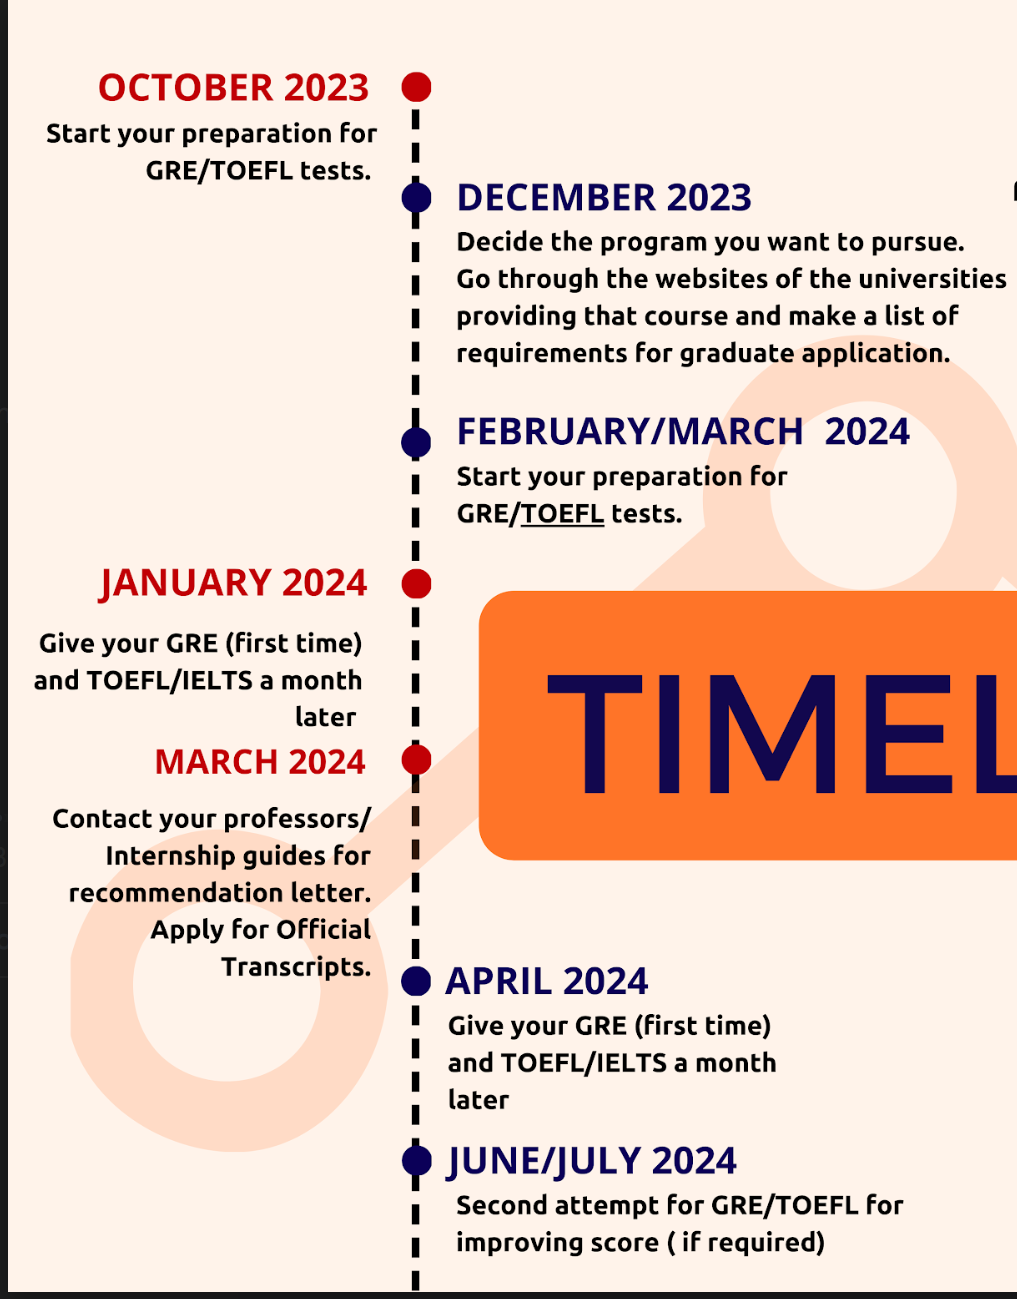 OCTOBER 2023
Start your preparation for
GRE/TOEFL tests.
DECEMBER 2023
Decide the program you want to pursue.
Go through the websites of the universities
providing that course and make a list of
requirements for graduate application.
FEBRUARY/MARCH 2024
Start your preparation for
GRE/TOEFL tests.
JANUARY 2024
Give your GRE (first time)
and TOEFL/IELTS a month
later
MARCH 2024
Contact your professors/
Internship guides for
recommendation letter.
Apply for Official
Transcripts.
TIMEL
APRIL 2024
Give your GRE (first time)
and TOEFL/IELTS a month
later
JUNE/JULY 2024
Second attempt for GRE/TOEFL for
improving score ( if required)